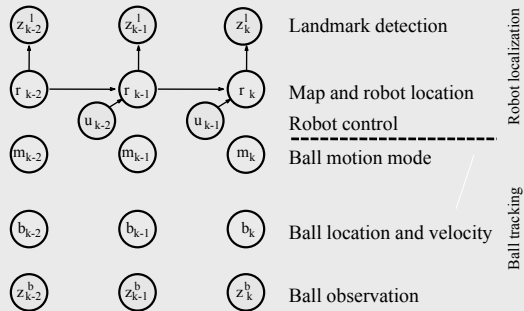 z^l_{k-2} z^l_{k-1} z^l_k Landmark detection
r_{k-2} r_{k-1} r_k Map and robot location
u_{k-2} u_{k-1} Robot control
m_{k-2} m_{k-1} m_k Ball motion mode
b_{k-2} b_{k-1} b_k Ball location and velocity
z^b_{k-2} z^b_{k-1} z^b_k Ball observation
Robot localization
Ball tracking